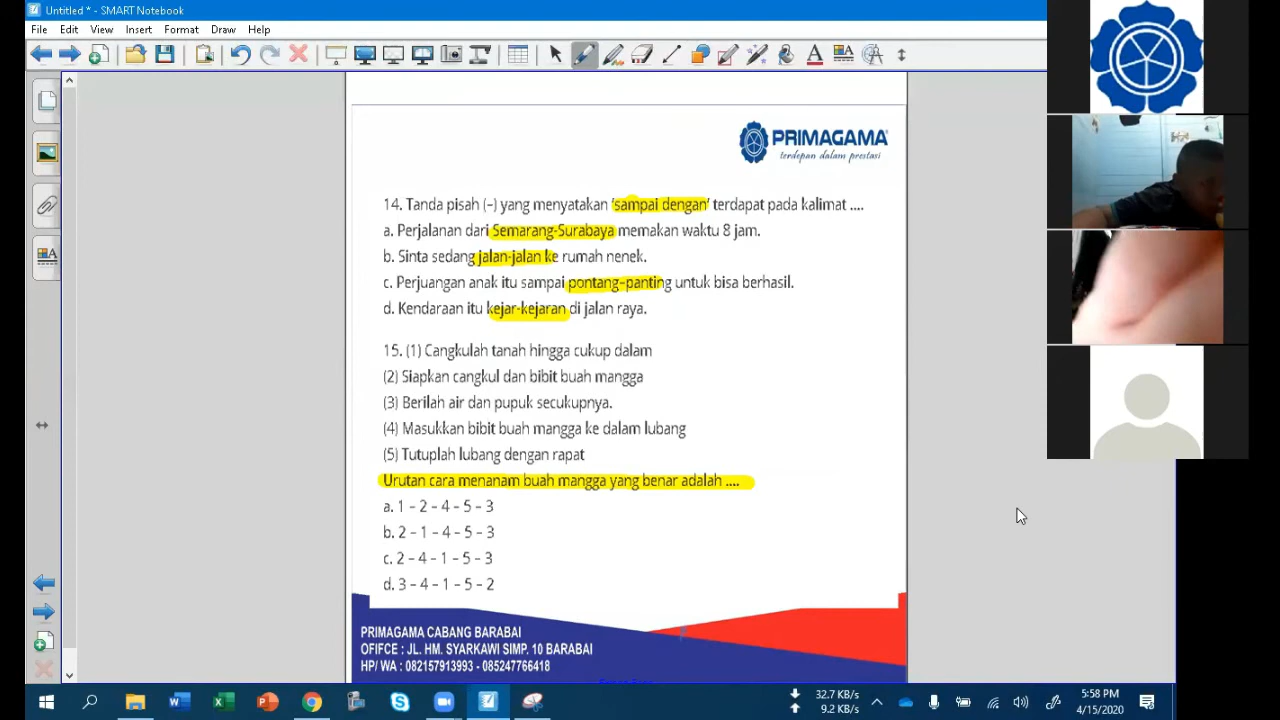 Untitled * - SMART Notebook
File Edit View Insert Format Draw Help
PRIMAGAMA
terdepan dalam prestasi
14. Tanda pisah (–) yang menyatakan 'sampai dengan' terdapat pada kalimat ....
a. Perjalanan dari Semarang-Surabaya memakan waktu 8 jam.
b. Sinta sedang jalan-jalan ke rumah nenek.
c. Perjuangan anak itu sampai pontang–panting untuk bisa berhasil.
d. Kendaraan itu kejar-kejaran di jalan raya.
15. (1) Cangkulah tanah hingga cukup dalam
(2) Siapkan cangkul dan bibit buah mangga
(3) Berilah air dan pupuk secukupnya.
(4) Masukkan bibit buah mangga ke dalam lubang
(5) Tutuplah lubang dengan rapat
Urutan cara menanam buah mangga yang benar adalah ....
a. 1 – 2 – 4 – 5 – 3
b. 2 – 1 – 4 – 5 – 3
c. 2 – 4 – 1 – 5 – 3
d. 3 – 4 – 1 – 5 – 2
PRIMAGAMA CABANG BARABAI
OFIFCE : JL. HM. SYARKAWI SIMP. 10 BARABAI
HP/ WA : 082157913993 - 085247766418
32.7 KB/s
9.2 KB/s
5:58 PM
4/15/2020